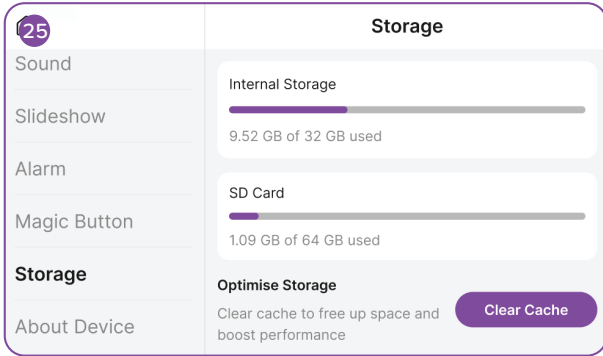 25
Storage
Sound
Slideshow
Alarm
Magic Button
Storage
About Device
Internal Storage
9.52 GB of 32 GB used
SD Card
1.09 GB of 64 GB used
Optimise Storage
Clear cache to free up space and
boost performance
Clear Cache